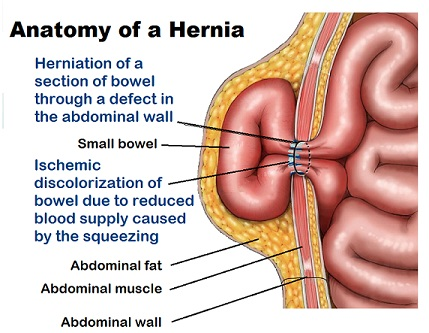 Anatomy of a Hernia
Herniation of a
section of bowel
through a defect in
the abdominal wall
Small bowel
Ischemic
discolorization of
bowel due to reduced
blood supply caused
by the squeezing
Abdominal fat
Abdominal muscle
Abdominal wall